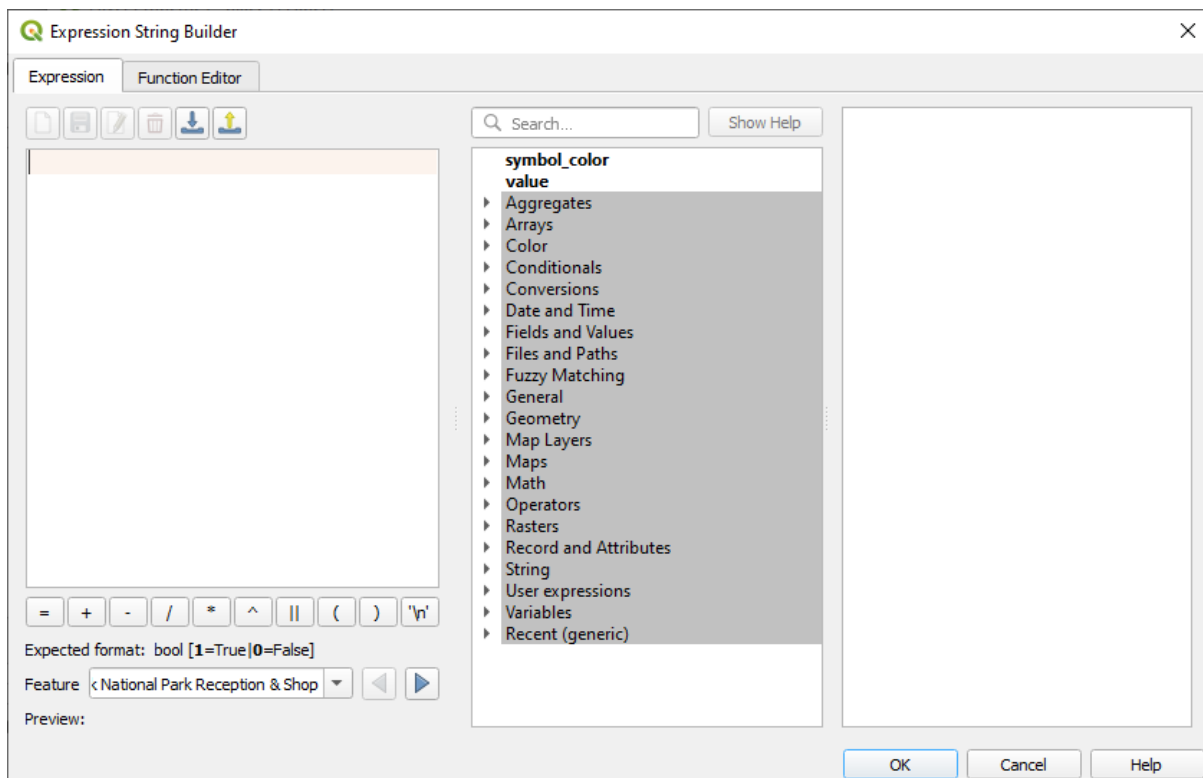 Expression String Builder
Expression
Function Editor
Search...
Show Help
symbol_color
value
Aggregates
Arrays
Color
Conditionals
Conversions
Date and Time
Fields and Values
Files and Paths
Fuzzy Matching
General
Geometry
Map Layers
Maps
Math
Operators
Rasters
Record and Attributes
String
User expressions
Variables
Recent (generic)
= + - / * ^ || ( ) '\n'
Expected format: bool [1=True|0=False]
Feature
National Park Reception & Shop
Preview:
OK
Cancel
Help